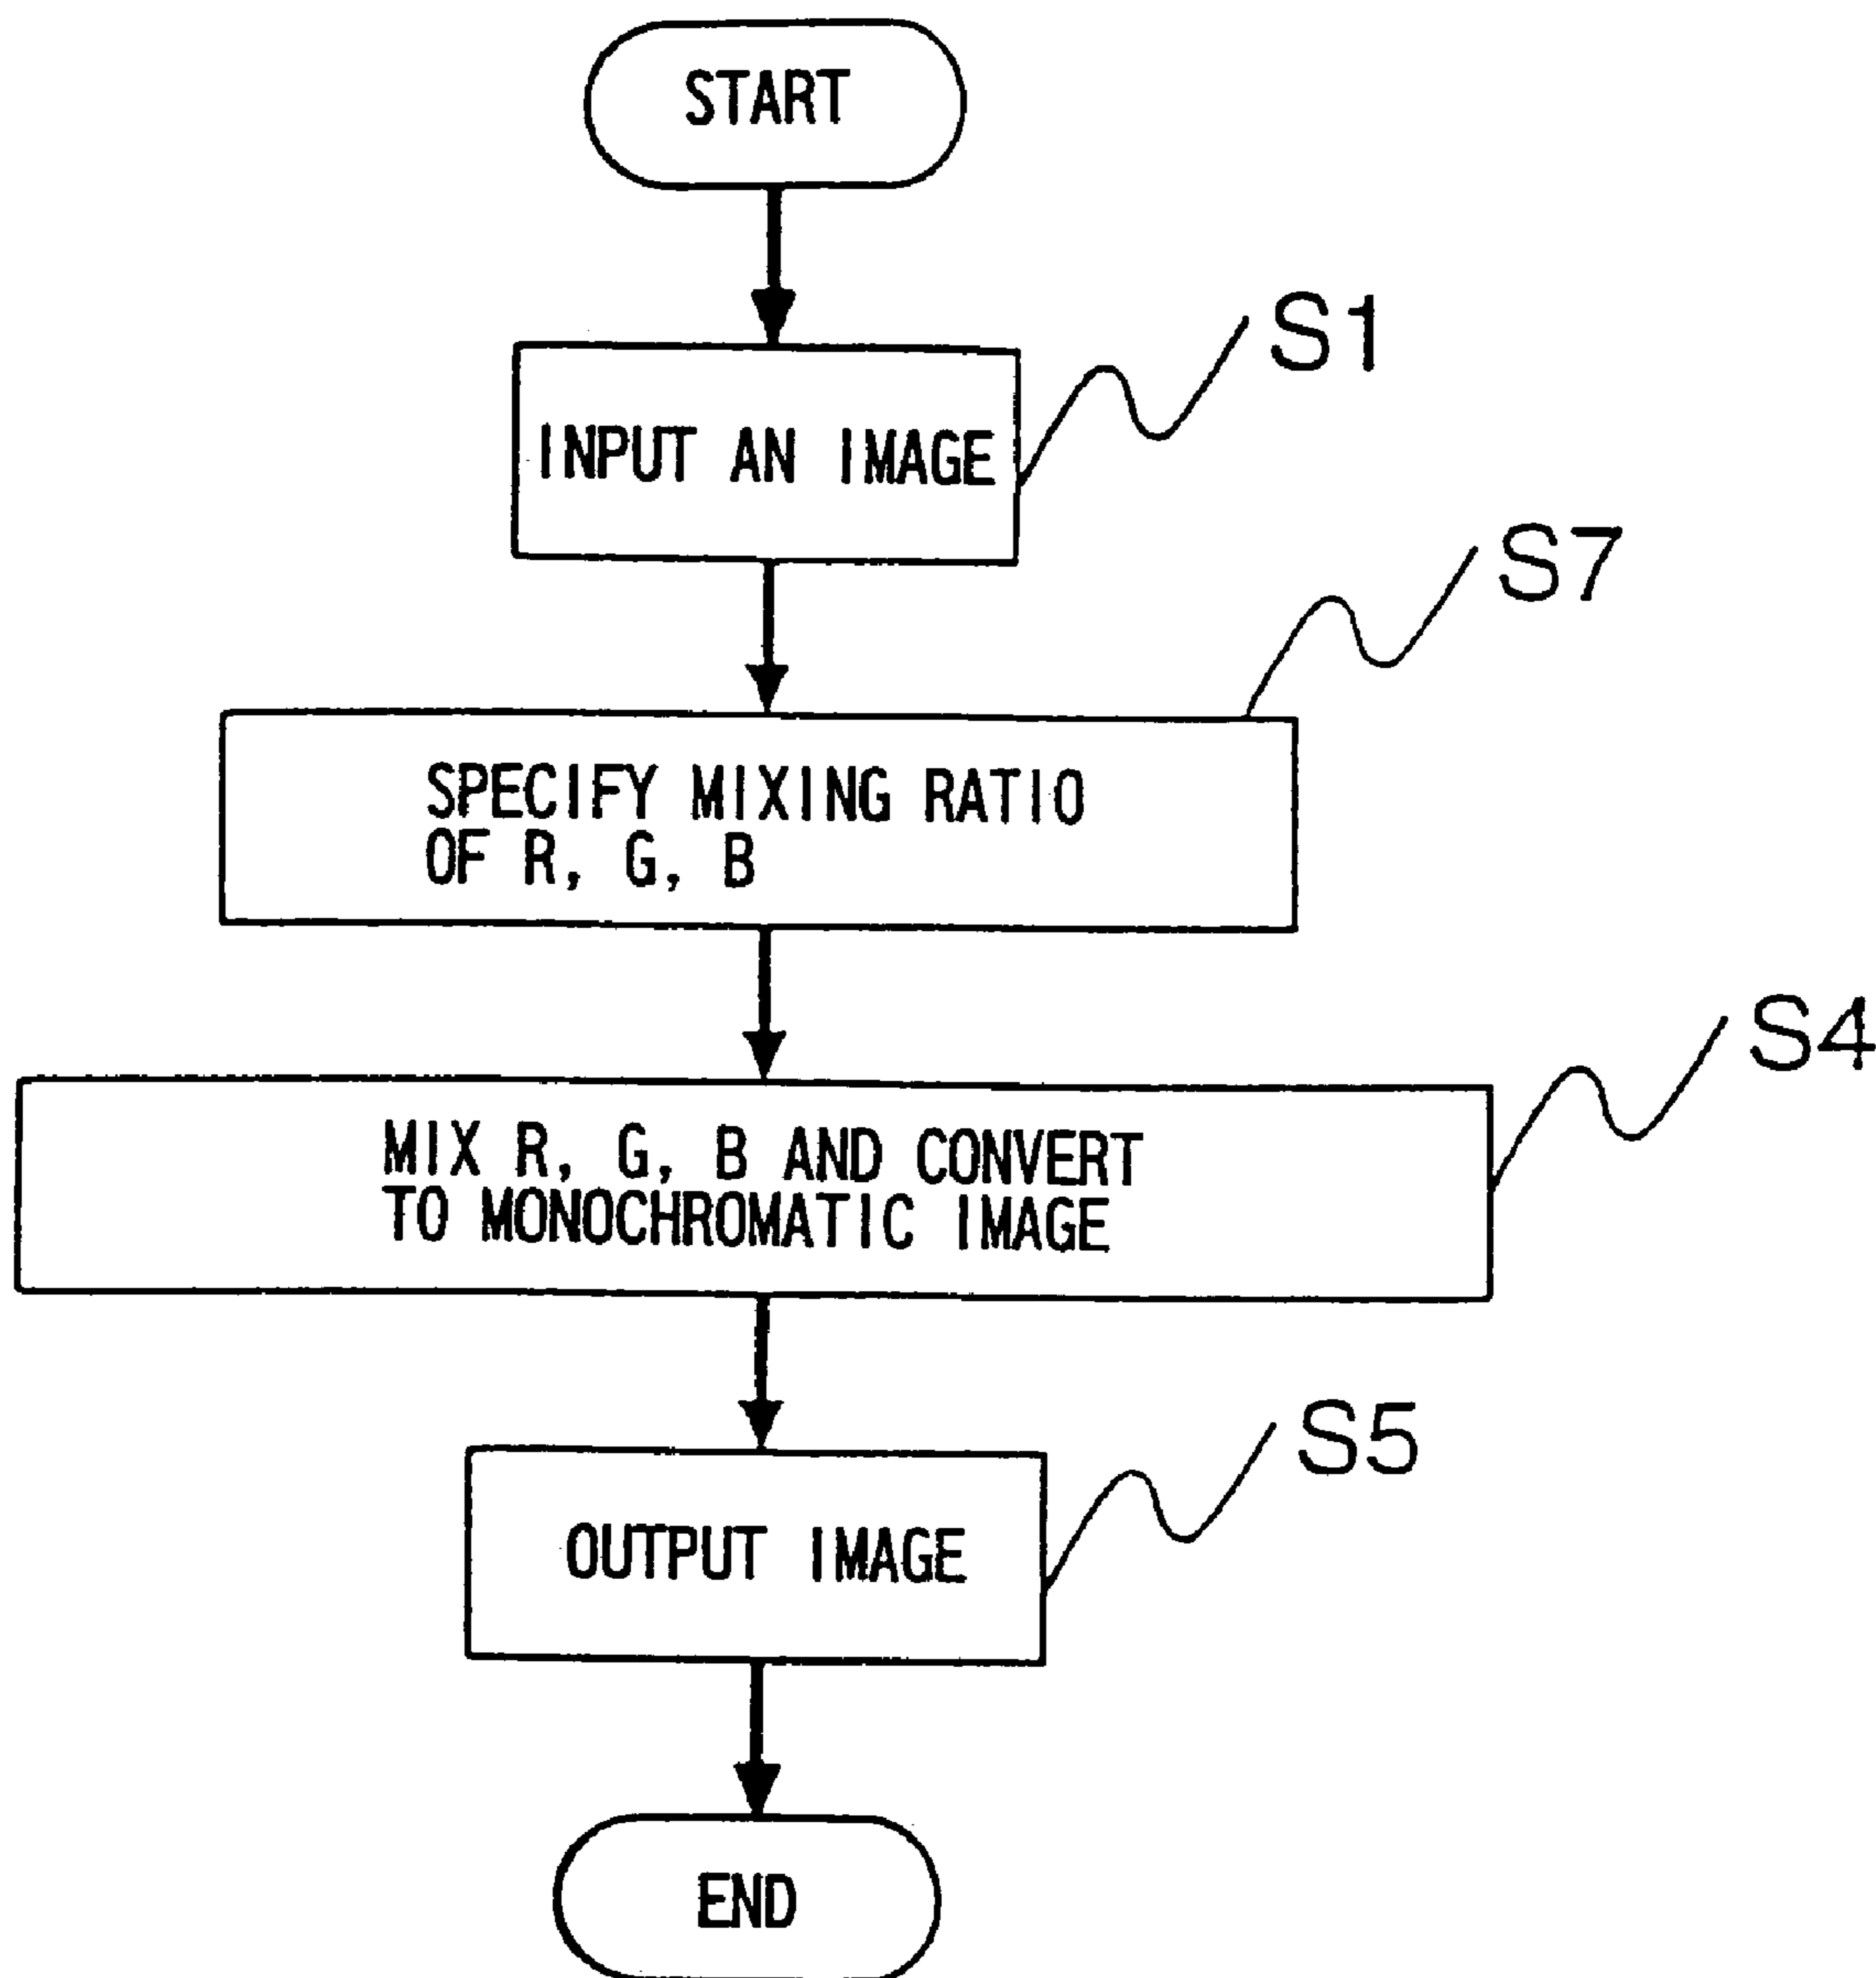 START
S1
INPUT AN IMAGE
S7
SPECIFY MIXING RATIO
OF R, G, B
S4
MIX R, G, B AND CONVERT
TO MONOCHROMATIC IMAGE
S5
OUTPUT IMAGE
END